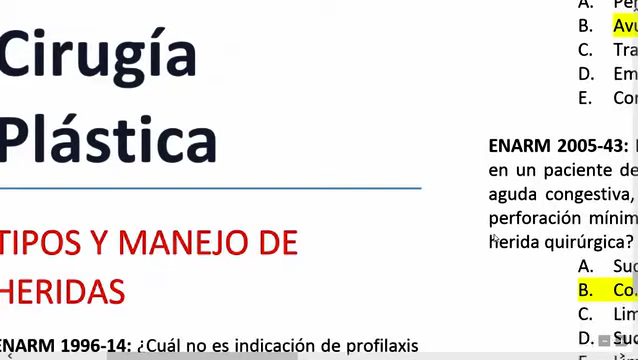 Cirugía
Plástica
TIPOS Y MANEJO DE
HERIDAS
ENARM 1996-14: ¿Cuál no es indicación de profilaxis
A.
B.
C.
D.
E.
ENARM 2005-43:
en un paciente de
aguda congestiva,
perforación mínim
herida quirúrgica?
A.
B.
C.
D.